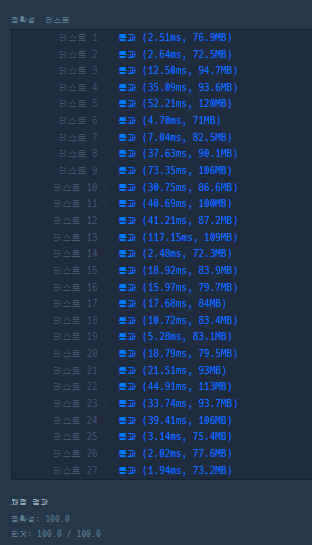 정확성 테스트
테스트 1 통과 (2.51ms, 76.9MB)
테스트 2 통과 (2.64ms, 72.5MB)
테스트 3 통과 (12.50ms, 94.7MB)
테스트 4 통과 (35.09ms, 93.6MB)
테스트 5 통과 (52.21ms, 120MB)
테스트 6 통과 (4.70ms, 71MB)
테스트 7 통과 (7.04ms, 82.5MB)
테스트 8 통과 (37.63ms, 90.1MB)
테스트 9 통과 (73.35ms, 106MB)
테스트 10 통과 (30.75ms, 86.6MB)
테스트 11 통과 (40.69ms, 100MB)
테스트 12 통과 (41.21ms, 87.2MB)
테스트 13 통과 (117.15ms, 109MB)
테스트 14 통과 (2.48ms, 72.3MB)
테스트 15 통과 (18.92ms, 83.9MB)
테스트 16 통과 (15.97ms, 79.7MB)
테스트 17 통과 (17.68ms, 84MB)
테스트 18 통과 (10.72ms, 83.4MB)
테스트 19 통과 (5.28ms, 83.1MB)
테스트 20 통과 (18.79ms, 79.5MB)
테스트 21 통과 (21.51ms, 93MB)
테스트 22 통과 (44.91ms, 113MB)
테스트 23 통과 (33.74ms, 93.7MB)
테스트 24 통과 (39.41ms, 106MB)
테스트 25 통과 (3.14ms, 75.4MB)
테스트 26 통과 (2.02ms, 77.6MB)
테스트 27 통과 (1.94ms, 73.2MB)
채점 결과
정확성: 100.0
합계: 100.0 / 100.0